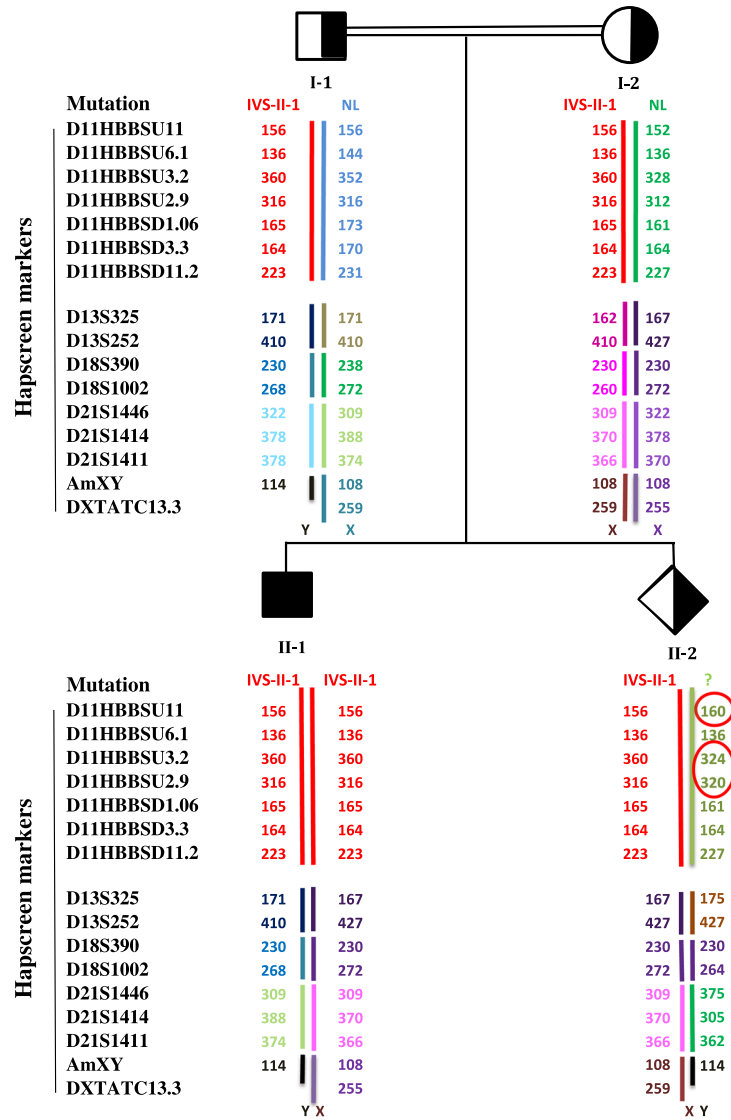 I-1 I-2
Mutation IVS-II-1 NL IVS-II-1 NL
D11HBBSU11 156 156 156 152
D11HBBSU6.1 136 144 136 136
D11HBBSU3.2 360 352 360 328
D11HBBSU2.9 316 316 316 312
D11HBBSD1.06 165 173 165 161
D11HBBSD3.3 164 170 164 164
D11HBBSD11.2 223 231 223 227
Hapscreen markers
D13S325 171 171 162 167
D13S252 410 410 410 427
D18S390 230 238 230 230
D18S1002 268 272 260 272
D21S1446 322 309 309 322
D21S1414 378 388 370 378
D21S1411 378 374 366 370
AmXY 114 108 108 108
DXTATC13.3 259 259 255
Y X X X
II-1 II-2
Mutation IVS-II-1 IVS-II-1 IVS-II-1 ?
D11HBBSU11 156 156 156 160
D11HBBSU6.1 136 136 136 136
D11HBBSU3.2 360 360 360 324
D11HBBSU2.9 316 316 316 320
D11HBBSD1.06 165 165 165 161
D11HBBSD3.3 164 164 164 164
D11HBBSD11.2 223 223 223 227
Hapscreen markers
D13S325 171 167 167 175
D13S252 410 427 427 427
D18S390 230 230 230 230
D18S1002 268 272 272 264
D21S1446 309 309 309 375
D21S1414 388 370 370 305
D21S1411 374 366 366 362
AmXY 114 108 108 114
DXTATC13.3 255 259
Y X X Y